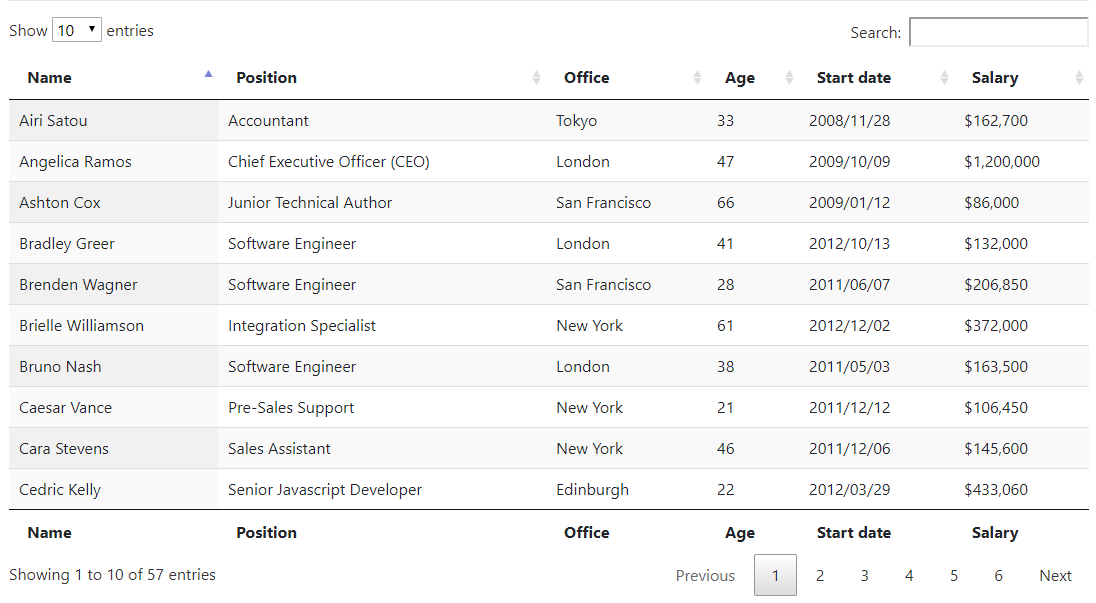 Show 10 entries Search:
Name Position Office Age Start date Salary
Airi Satou Accountant Tokyo 33 2008/11/28 $162,700
Angelica Ramos Chief Executive Officer (CEO) London 47 2009/10/09 $1,200,000
Ashton Cox Junior Technical Author San Francisco 66 2009/01/12 $86,000
Bradley Greer Software Engineer London 41 2012/10/13 $132,000
Brenden Wagner Software Engineer San Francisco 28 2011/06/07 $206,850
Brielle Williamson Integration Specialist New York 61 2012/12/02 $372,000
Bruno Nash Software Engineer London 38 2011/05/03 $163,500
Caesar Vance Pre-Sales Support New York 21 2011/12/12 $106,450
Cara Stevens Sales Assistant New York 46 2011/12/06 $145,600
Cedric Kelly Senior Javascript Developer Edinburgh 22 2012/03/29 $433,060
Name Position Office Age Start date Salary
Showing 1 to 10 of 57 entries Previous 1 2 3 4 5 6 Next